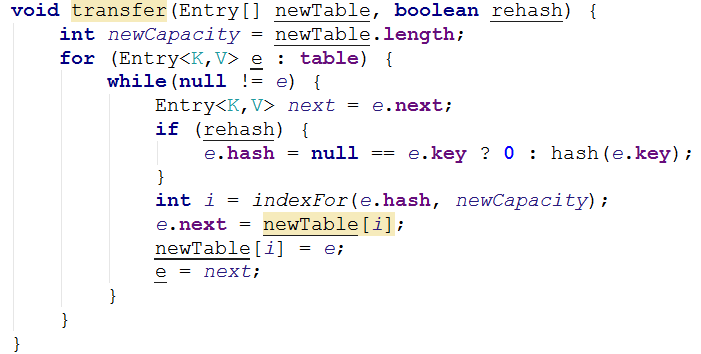 void transfer(Entry[] newTable, boolean rehash) {
    int newCapacity = newTable.length;
    for (Entry<K,V> e : table) {
        while(null != e) {
            Entry<K,V> next = e.next;
            if (rehash) {
                e.hash = null == e.key ? 0 : hash(e.key);
            }
            int i = indexFor(e.hash, newCapacity);
            e.next = newTable[i];
            newTable[i] = e;
            e = next;
        }
    }
}